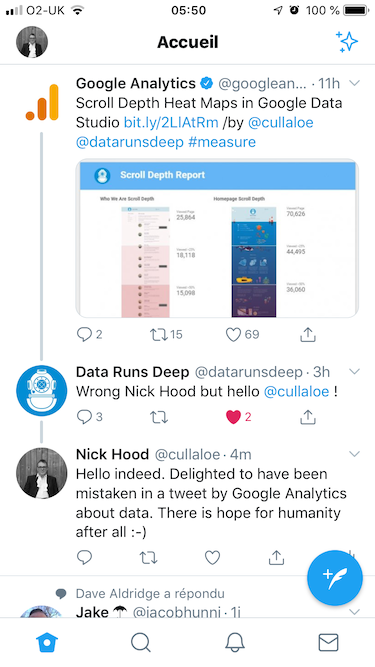 O2-UK 05:50 100 %
Accueil
Google Analytics @googlean... · 11h
Scroll Depth Heat Maps in Google Data
Studio bit.ly/2LlAtRm /by @cullaloe
@datarunsdeep #measure
Scroll Depth Report
Who We Are Scroll Depth Homepage Scroll Depth
25,864 70,626
18,118 44,495
15,098 36,060
2 15 69
Data Runs Deep @datarunsdeep · 3h
Wrong Nick Hood but hello @cullaloe !
3 2
Nick Hood @cullaloe · 4m
Hello indeed. Delighted to have been
mistaken in a tweet by Google Analytics
about data. There is hope for humanity
after all :-)
Dave Aldridge a répondu
Jake ☂ @jacobhunni · 1j